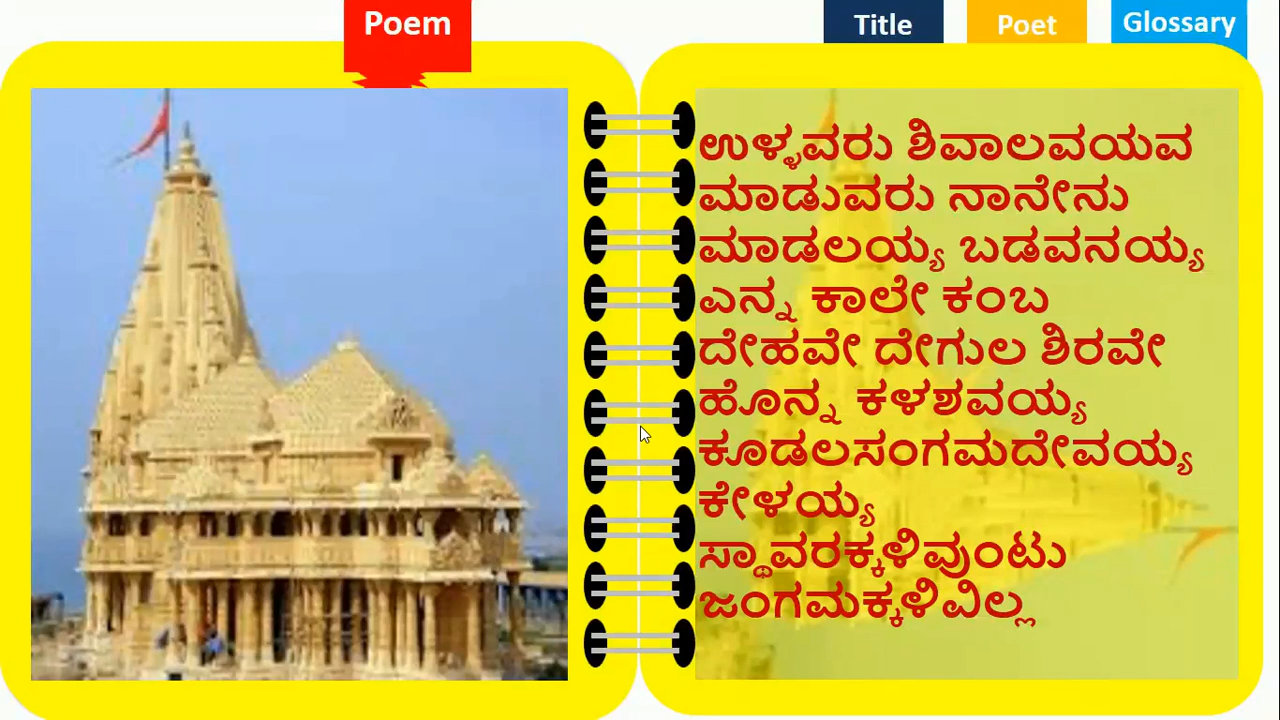 Poem
Title
Poet
Glossary
ಉಳ್ಳವರು ಶಿವಾಲವಯವ
ಮಾಡುವರು ನಾನೇನು
ಮಾಡಲಯ್ಯ ಬಡವನಯ್ಯ
ಎನ್ನ ಕಾಲೇ ಕಂಬ
ದೇಹವೇ ದೇಗುಲ ಶಿರವೇ
ಹೊನ್ನ ಕಳಶವಯ್ಯ
ಕೂಡಲಸಂಗಮದೇವಯ್ಯ
ಕೇಳಯ್ಯ
ಸ್ಥಾವರಕ್ಕಳಿವುಂಟು
ಜಂಗಮಕ್ಕಳಿವಿಲ್ಲ